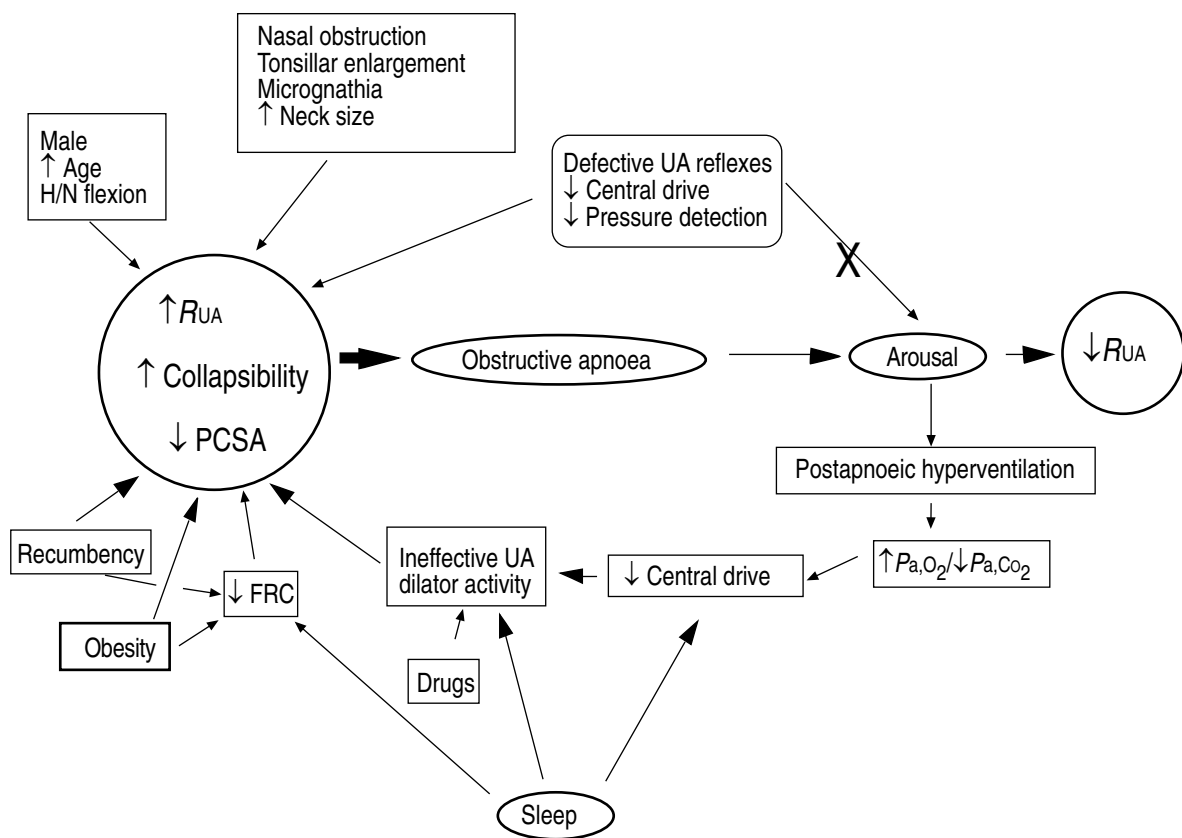 Nasal obstruction
Tonsillar enlargement
Micrognathia
↑ Neck size
Male
↑ Age
H/N flexion
Defective UA reflexes
↓ Central drive
↓ Pressure detection
X
↑RUA
↑ Collapsibility
↓ PCSA
Obstructive apnoea
Arousal
↓RUA
Postapnoeic hyperventilation
↑Pa,O₂/↓Pa,CO₂
Recumbency
↓ FRC
Ineffective UA
dilator activity
↓ Central drive
Obesity
Drugs
Sleep